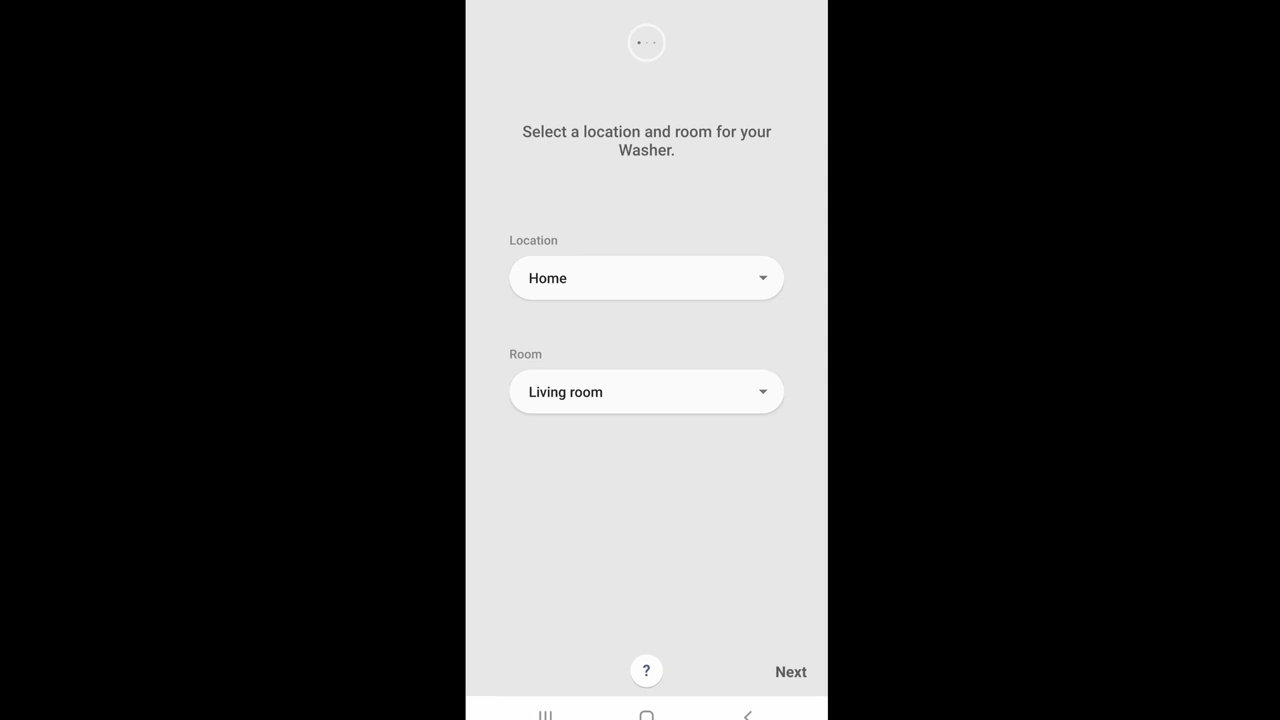 Select a location and room for your
Washer.
Location
Home
Room
Living room
?
Next